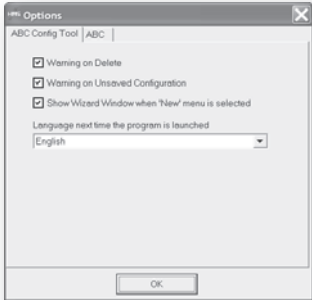 Options
ABC Config Tool
ABC
Warning on Delete
Warning on Unsaved Configuration
Show Wizard Window when 'New' menu is selected
Language next time the program is launched
English
OK